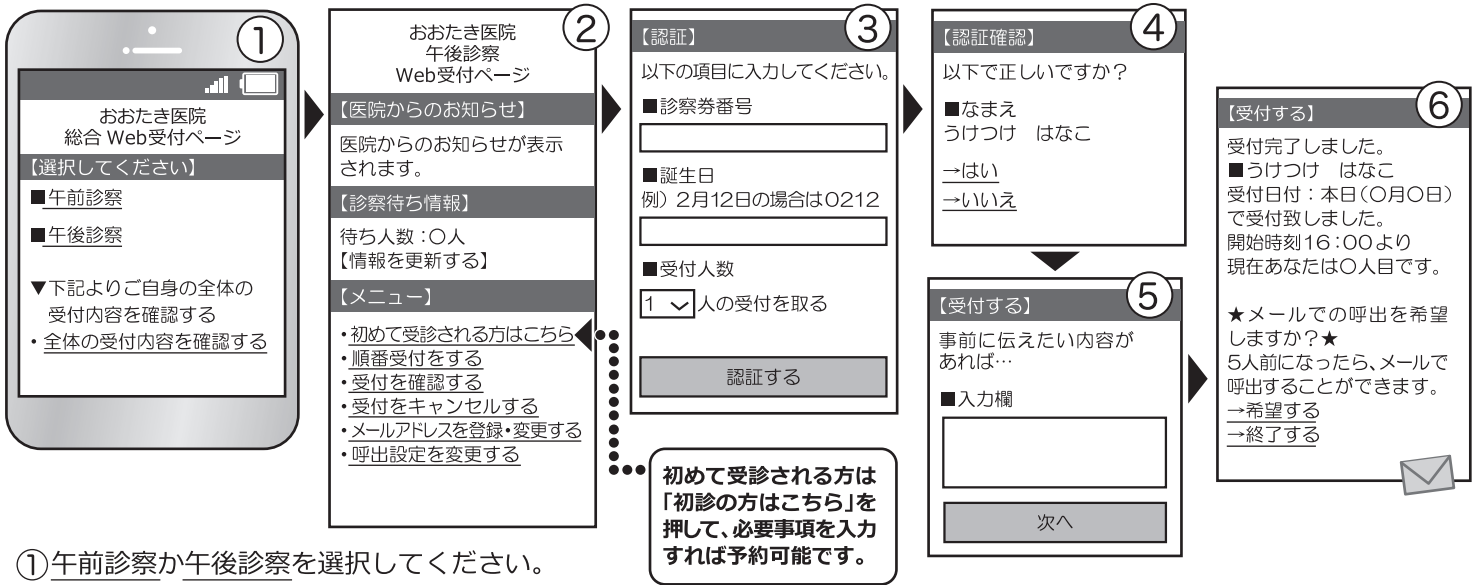 ①
おおたき医院
総合 Web受付ページ
【選択してください】
■午前診察
■午後診察
▼下記よりご自身の全体の
受付内容を確認する
・全体の受付内容を確認する
②
おおたき医院
午後診察
Web受付ページ
【医院からのお知らせ】
医院からのお知らせが表示
されます。
【診察待ち情報】
待ち人数：〇人
【情報を更新する】
【メニュー】
・初めて受診される方はこちら
・順番受付をする
・受付を確認する
・受付をキャンセルする
・メールアドレスを登録・変更する
・呼出設定を変更する
初めて受診される方は
「初診の方はこちら」を
押して、必要事項を入力
すれば予約可能です。
③
【認証】
以下の項目に入力してください。
■診察券番号
■誕生日
例）2月12日の場合は0212
■受付人数
1 人の受付を取る
認証する
④
【認証確認】
以下で正しいですか？
■なまえ
うけつけ　はなこ
→はい
→いいえ
⑤
【受付する】
事前に伝えたい内容が
あれば…
■入力欄
次へ
⑥
【受付する】
受付完了しました。
■うけつけ　はなこ
受付日付：本日（〇月〇日）
で受付致しました。
開始時刻16：00より
現在あなたは〇人目です。
★メールでの呼出を希望
しますか？★
5人前になったら、メールで
呼出することができます。
→希望する
→終了する
①午前診察か午後診察を選択してください。